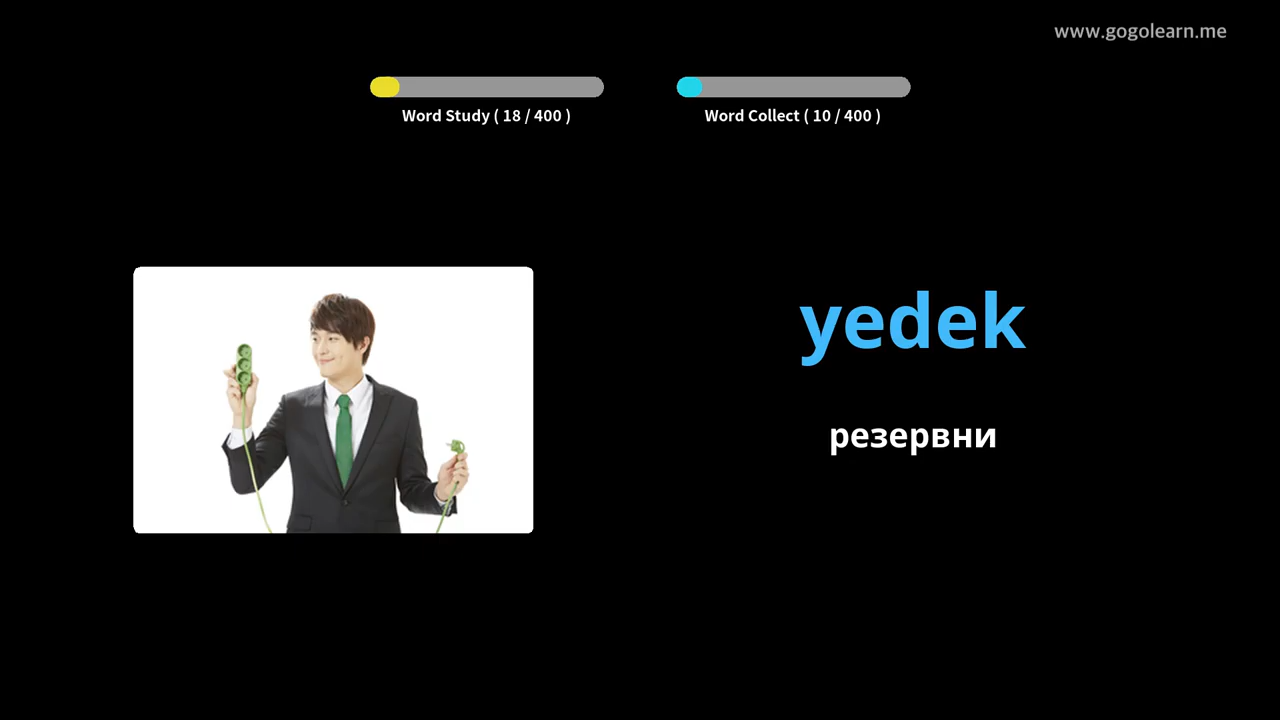 www.gogolearn.me
Word Study ( 18 / 400 )
Word Collect ( 10 / 400 )
yedek
резервни